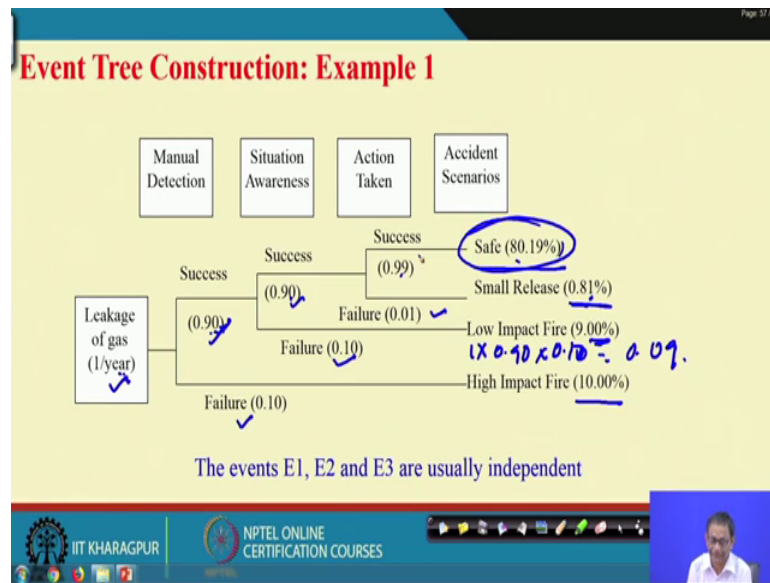 Page: 57 /
Event Tree Construction: Example 1
Manual
Detection
Situation
Awareness
Action
Taken
Accident
Scenarios
Success
Safe (80.19%)
Success
(0.99)
Success
(0.90)
Small Release (0.81%)
Failure (0.01)
Leakage
of gas
(1/year)
(0.90)
Low Impact Fire (9.00%)
Failure (0.10)
1 x 0.90 x 0.10 = 0.09.
High Impact Fire (10.00%)
Failure (0.10)
The events E1, E2 and E3 are usually independent
IIT KHARAGPUR
NPTEL ONLINE
CERTIFICATION COURSES
NPTEL